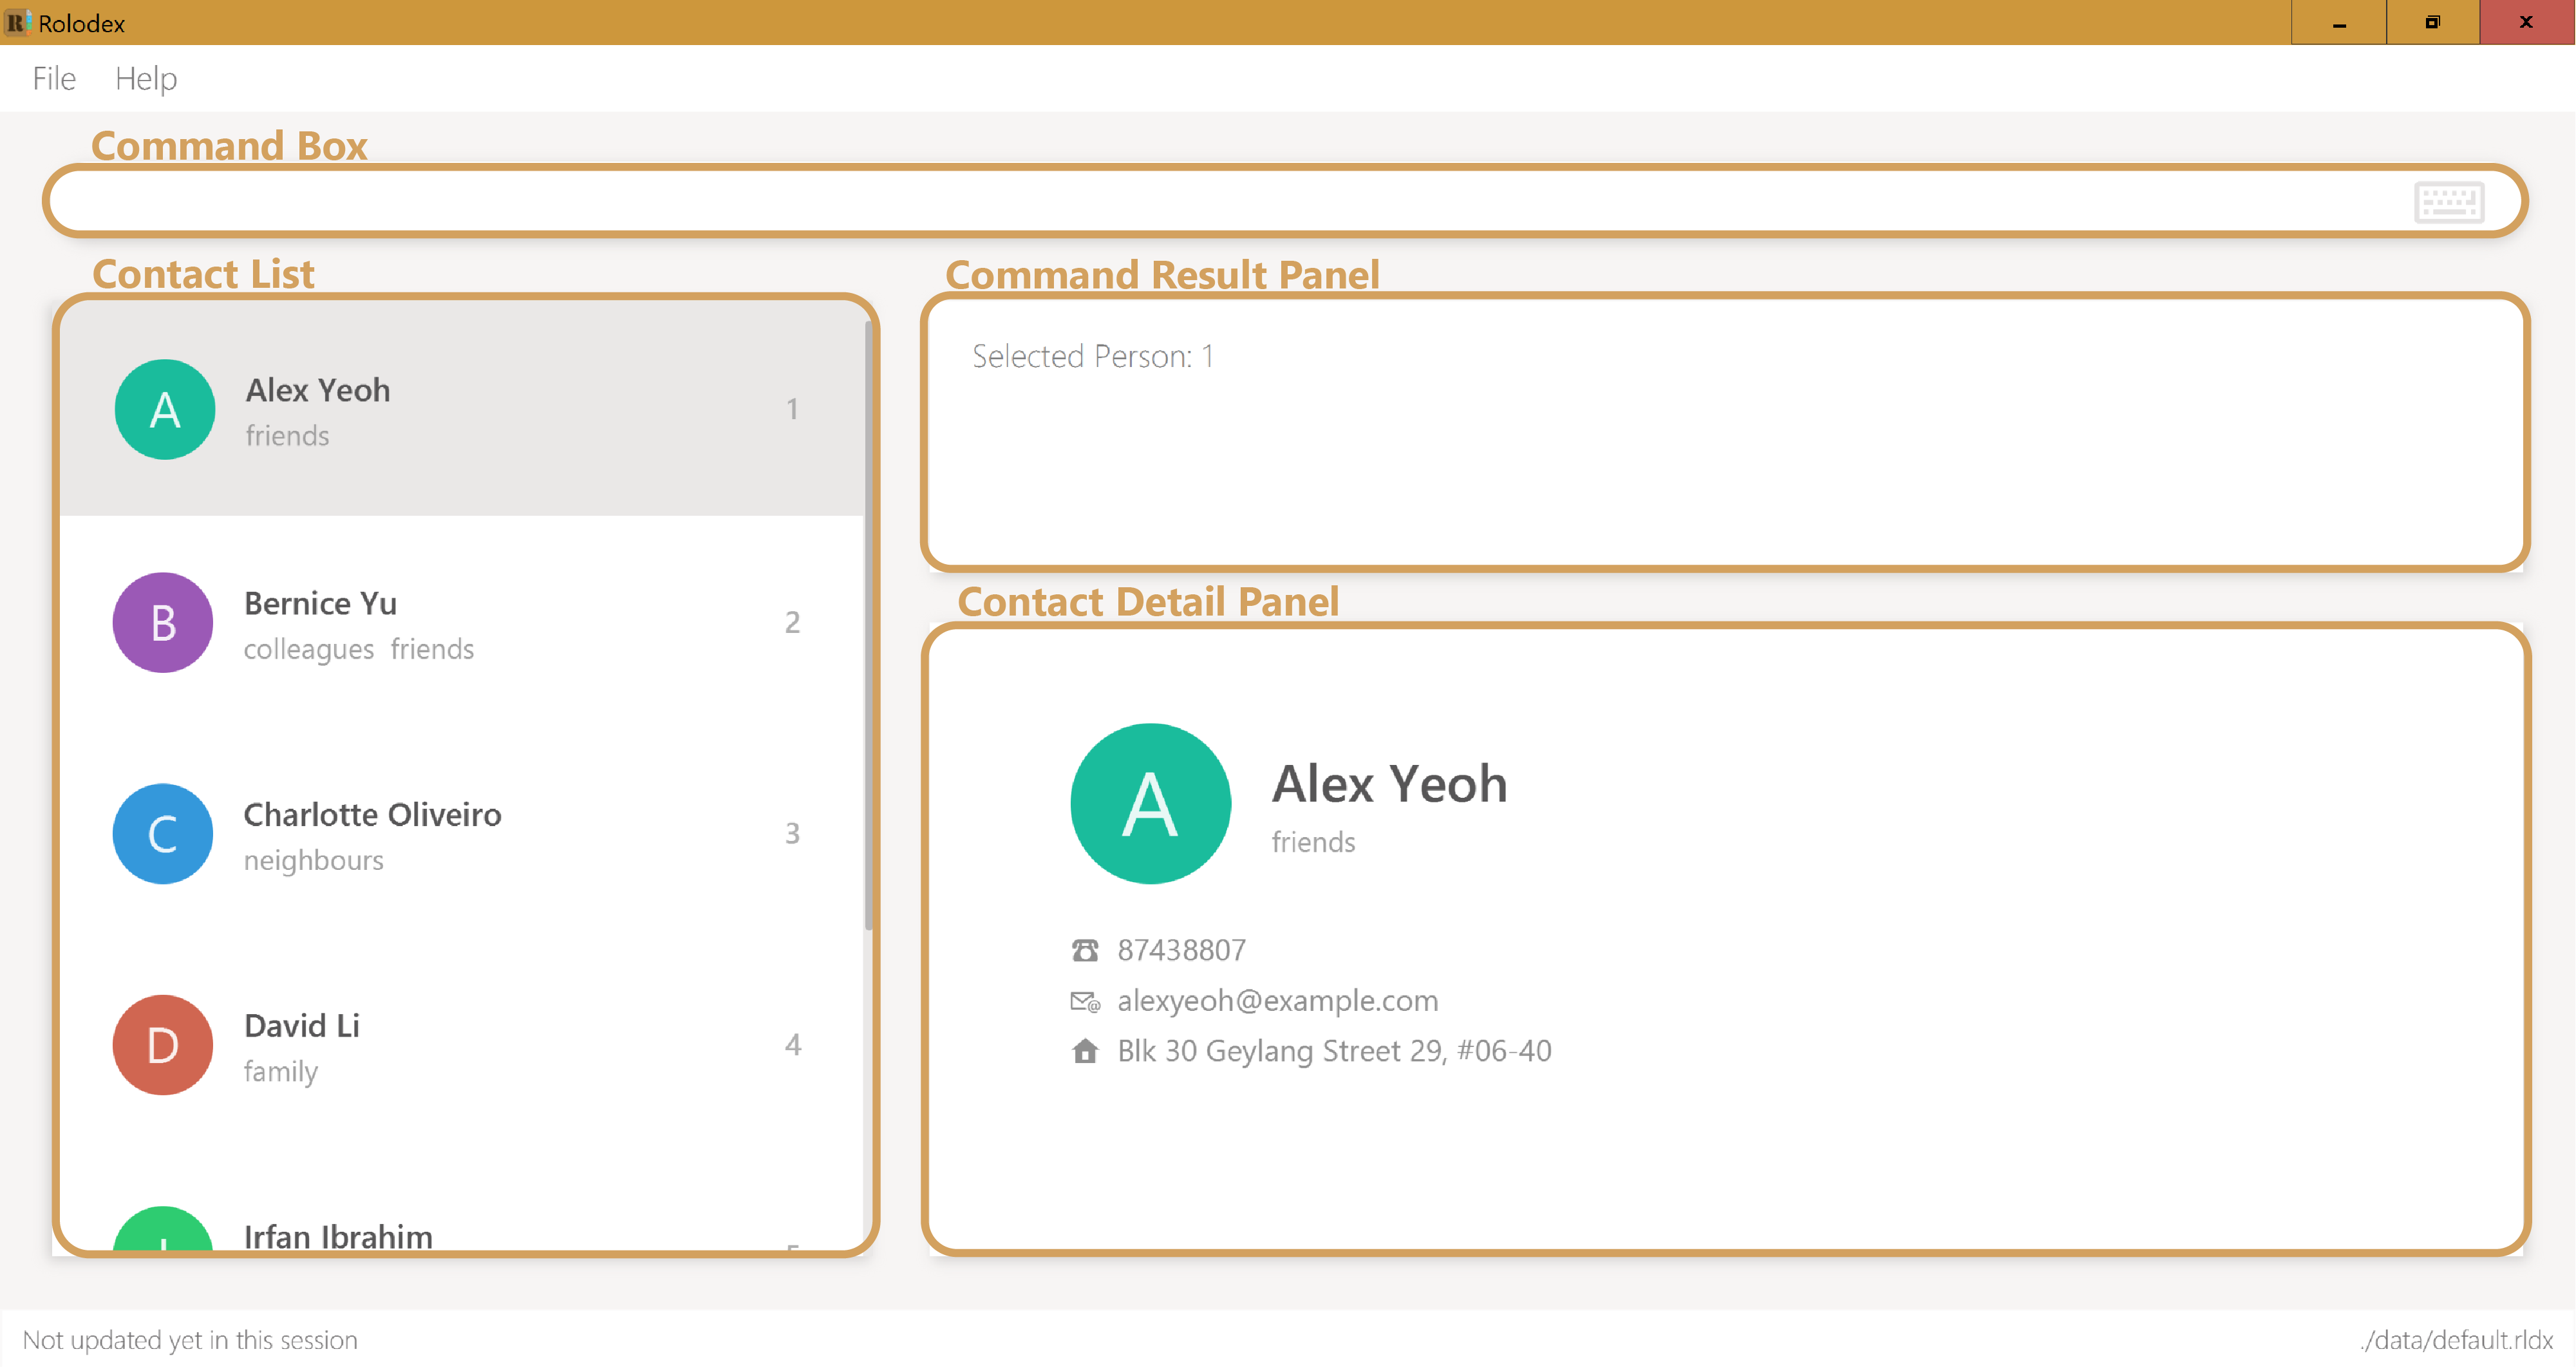 Rolodex
File Help
Command Box
Contact List
A
Alex Yeoh
friends
1
B
Bernice Yu
colleagues friends
2
C
Charlotte Oliveiro
neighbours
3
D
David Li
family
4
Irfan Ibrahim
Command Result Panel
Selected Person: 1
Contact Detail Panel
A
Alex Yeoh
friends
87438807
alexyeoh@example.com
Blk 30 Geylang Street 29, #06-40
Not updated yet in this session
./data/default.rldx